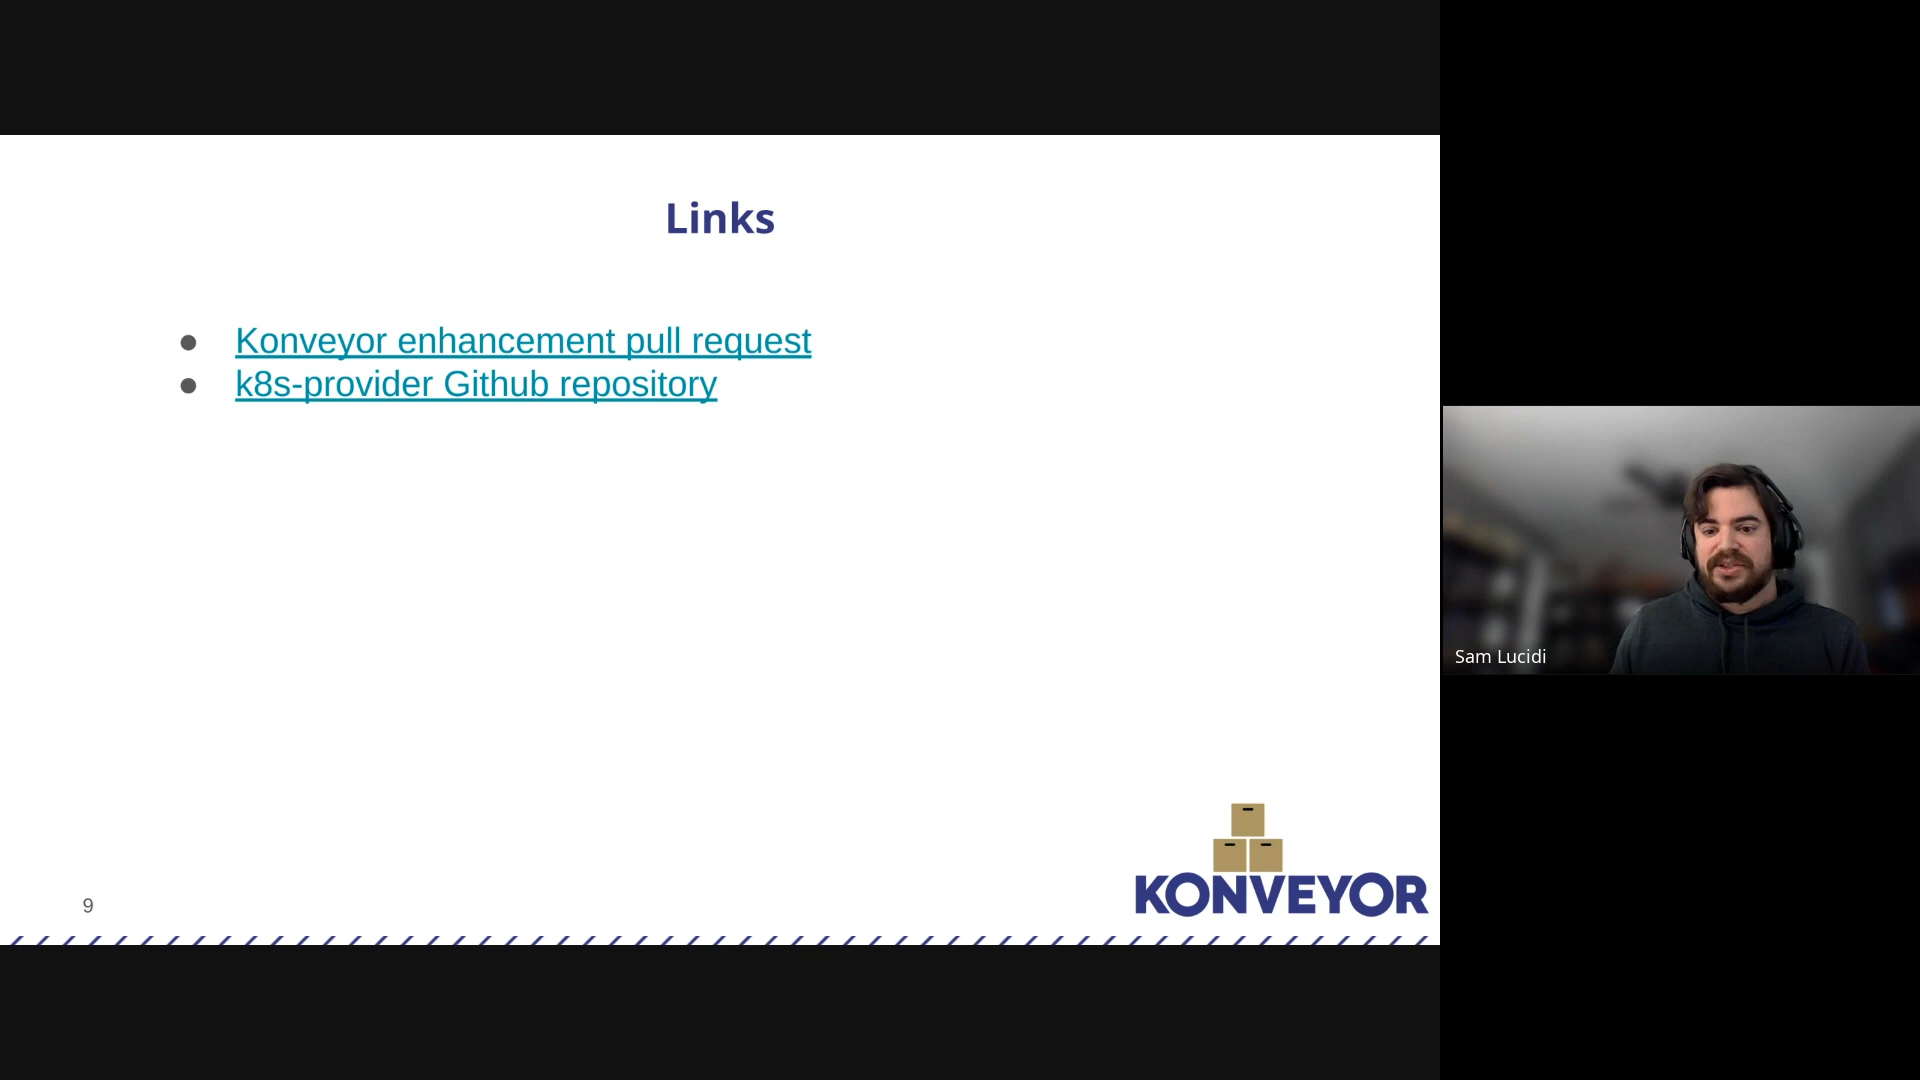 Links
Konveyor enhancement pull request
k8s-provider Github repository
KONVEYOR
9
Sam Lucidi